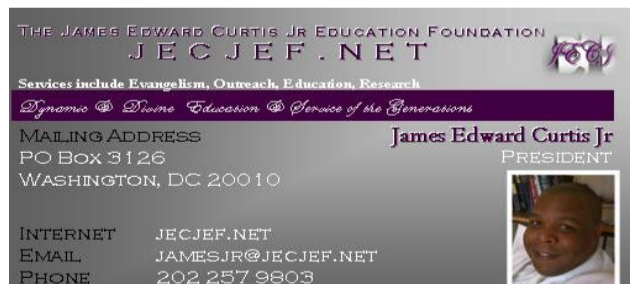 THE JAMES EDWARD CURTIS JR EDUCATION FOUNDATION
JECJEF.NET
JECJ
Services include Evangelism, Outreach, Education, Research
Dynamic & Divine Education & Service of the Generations
MAILING ADDRESS
PO BOX 3126
WASHINGTON, DC 20010
James Edward Curtis Jr
PRESIDENT
INTERNET JECJEF.NET
EMAIL JAMESJR@JECJEF.NET
PHONE 202 257 9803